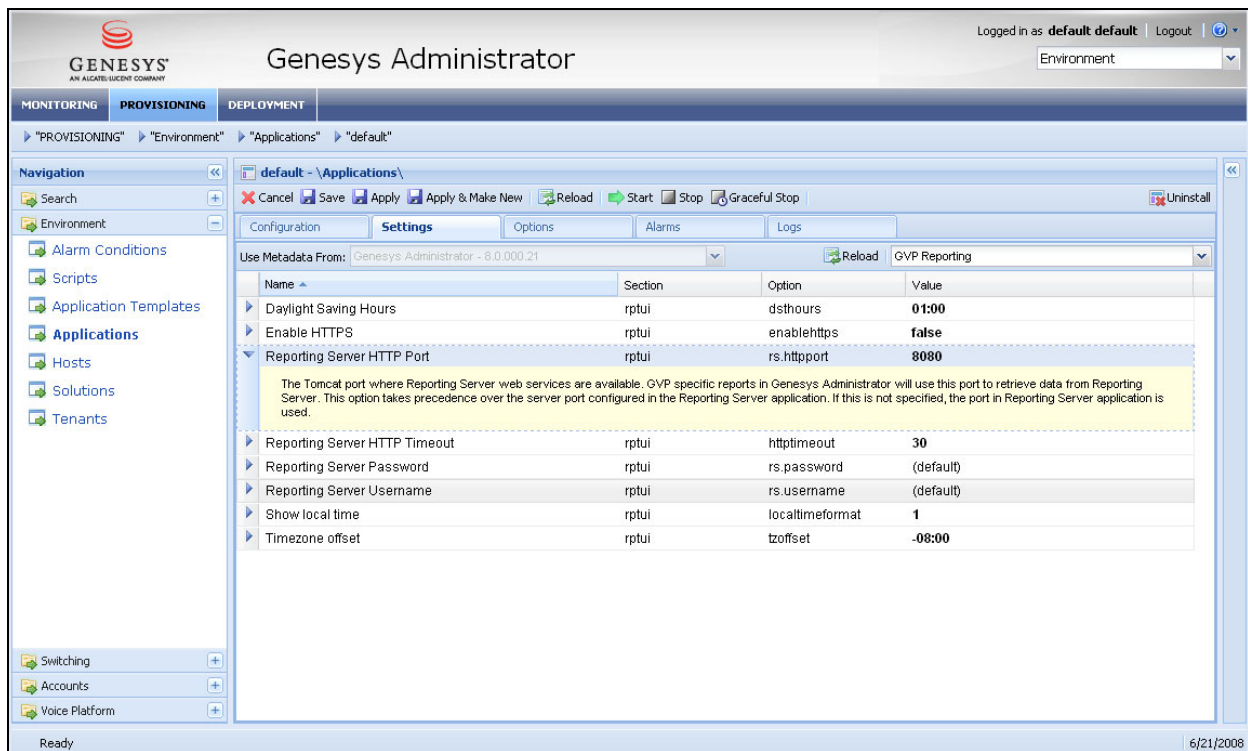 GENESYS
AN ALCATEL-LUCENT COMPANY
Genesys Administrator
Logged in as default default | Logout
Environment
MONITORING PROVISIONING DEPLOYMENT
"PROVISIONING" "Environment" "Applications" "default"
Navigation
Search
Environment
Alarm Conditions
Scripts
Application Templates
Applications
Hosts
Solutions
Tenants
Switching
Accounts
Voice Platform
default - \Applications\
Cancel Save Apply Apply & Make New Reload Start Stop Graceful Stop Uninstall
Configuration Settings Options Alarms Logs
Use Metadata From: Genesys Administrator - 8.0.000.21 Reload GVP Reporting
Name Section Option Value
Daylight Saving Hours rptui dsthours 01:00
Enable HTTPS rptui enablehttps false
Reporting Server HTTP Port rptui rs.httpport 8080
The Tomcat port where Reporting Server web services are available. GVP specific reports in Genesys Administrator will use this port to retrieve data from Reporting
Server. This option takes precedence over the server port configured in the Reporting Server application. If this is not specified, the port in Reporting Server application is
used.
Reporting Server HTTP Timeout rptui httptimeout 30
Reporting Server Password rptui rs.password (default)
Reporting Server Username rptui rs.username (default)
Show local time rptui localtimeformat 1
Timezone offset rptui tzoffset -08:00
Ready 6/21/2008